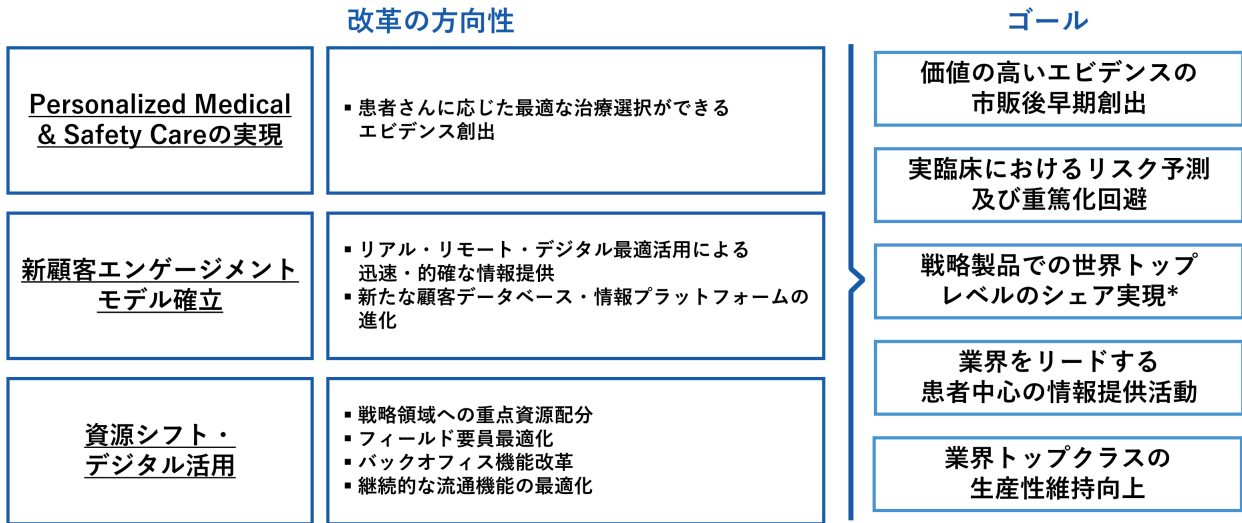 改革の方向性
ゴール
Personalized Medical
& Safety Careの実現
▪ 患者さんに応じた最適な治療選択ができる
エビデンス創出
新顧客エンゲージメント
モデル確立
▪ リアル・リモート・デジタル最適活用による
迅速・的確な情報提供
▪ 新たな顧客データベース・情報プラットフォームの
進化
資源シフト・
デジタル活用
▪ 戦略領域への重点資源配分
▪ フィールド要員最適化
▪ バックオフィス機能改革
▪ 継続的な流通機能の最適化
価値の高いエビデンスの
市販後早期創出
実臨床におけるリスク予測
及び重篤化回避
戦略製品での世界トップ
レベルのシェア実現*
業界をリードする
患者中心の情報提供活動
業界トップクラスの
生産性維持向上